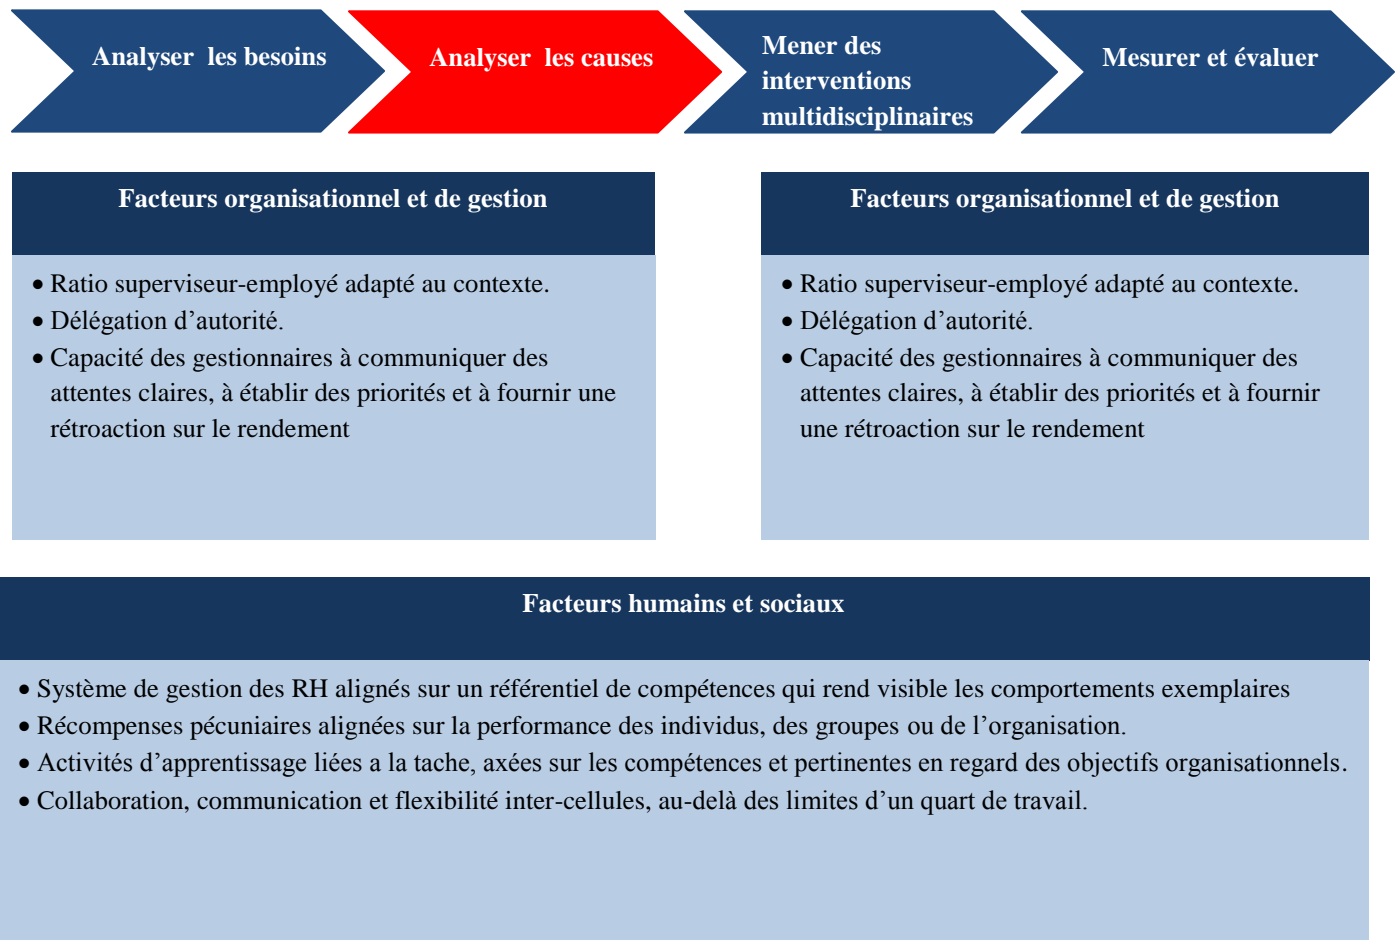 Analyser les besoins
Analyser les causes
Mener des
interventions
multidisciplinaires
Mesurer et évaluer
Facteurs organisationnel et de gestion
• Ratio superviseur-employé adapté au contexte.
• Délégation d’autorité.
• Capacité des gestionnaires à communiquer des
attentes claires, à établir des priorités et à fournir une
rétroaction sur le rendement
Facteurs organisationnel et de gestion
• Ratio superviseur-employé adapté au contexte.
• Délégation d’autorité.
• Capacité des gestionnaires à communiquer des
attentes claires, à établir des priorités et à fournir
une rétroaction sur le rendement
Facteurs humains et sociaux
• Système de gestion des RH alignés sur un référentiel de compétences qui rend visible les comportements exemplaires
• Récompenses pécuniaires alignées sur la performance des individus, des groupes ou de l’organisation.
• Activités d’apprentissage liées a la tache, axées sur les compétences et pertinentes en regard des objectifs organisationnels.
• Collaboration, communication et flexibilité inter-cellules, au-delà des limites d’un quart de travail.